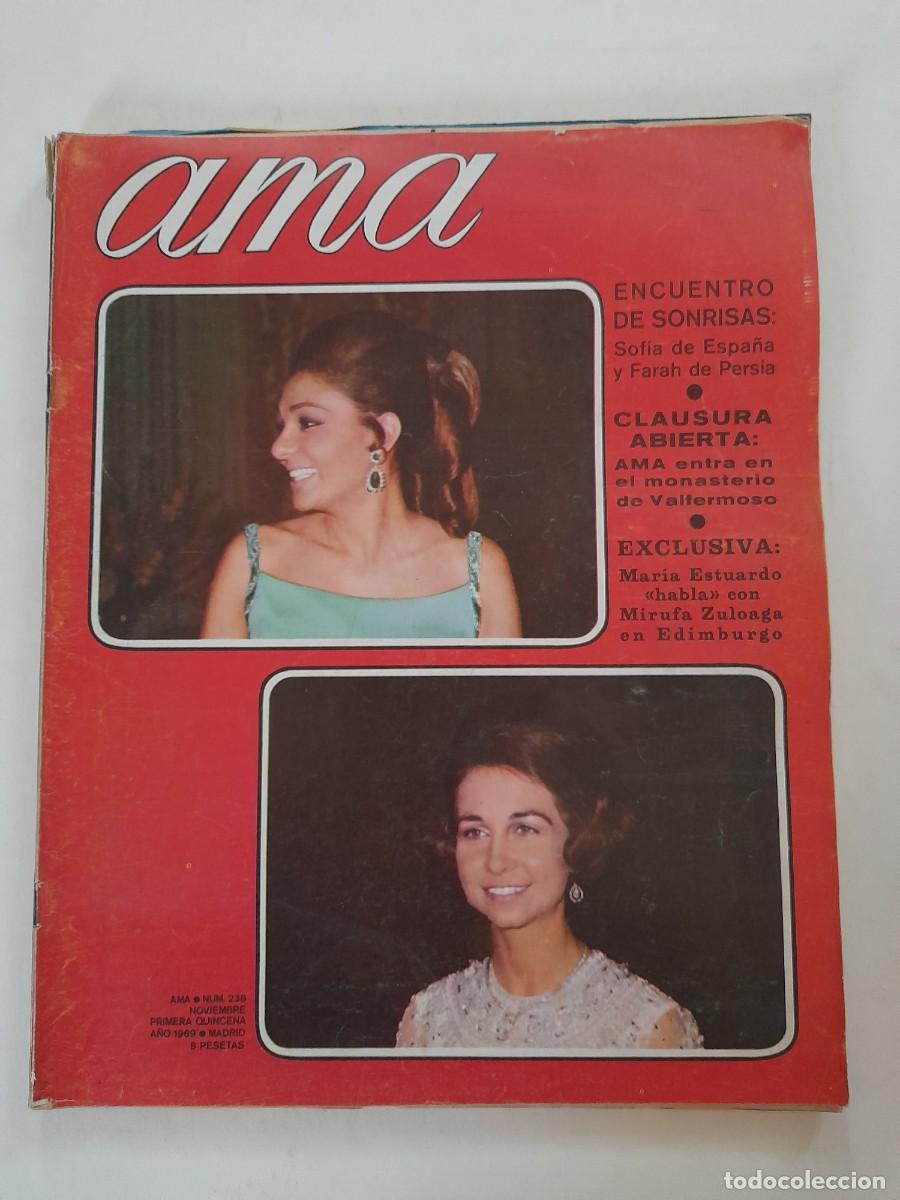 ama
ENCUENTRO
DE SONRISAS:
Sofía de España
y Farah de Persia
●
CLAUSURA
ABIERTA:
AMA entra en
el monasterio
de Valfermoso
●
EXCLUSIVA:
María Estuardo
«habla» con
Mirufa Zuloaga
en Edimburgo
AMA ● NUM. 238
NOVIEMBRE
PRIMERA QUINCENA
AÑO 1969 ● MADRID
8 PESETAS
todocoleccion